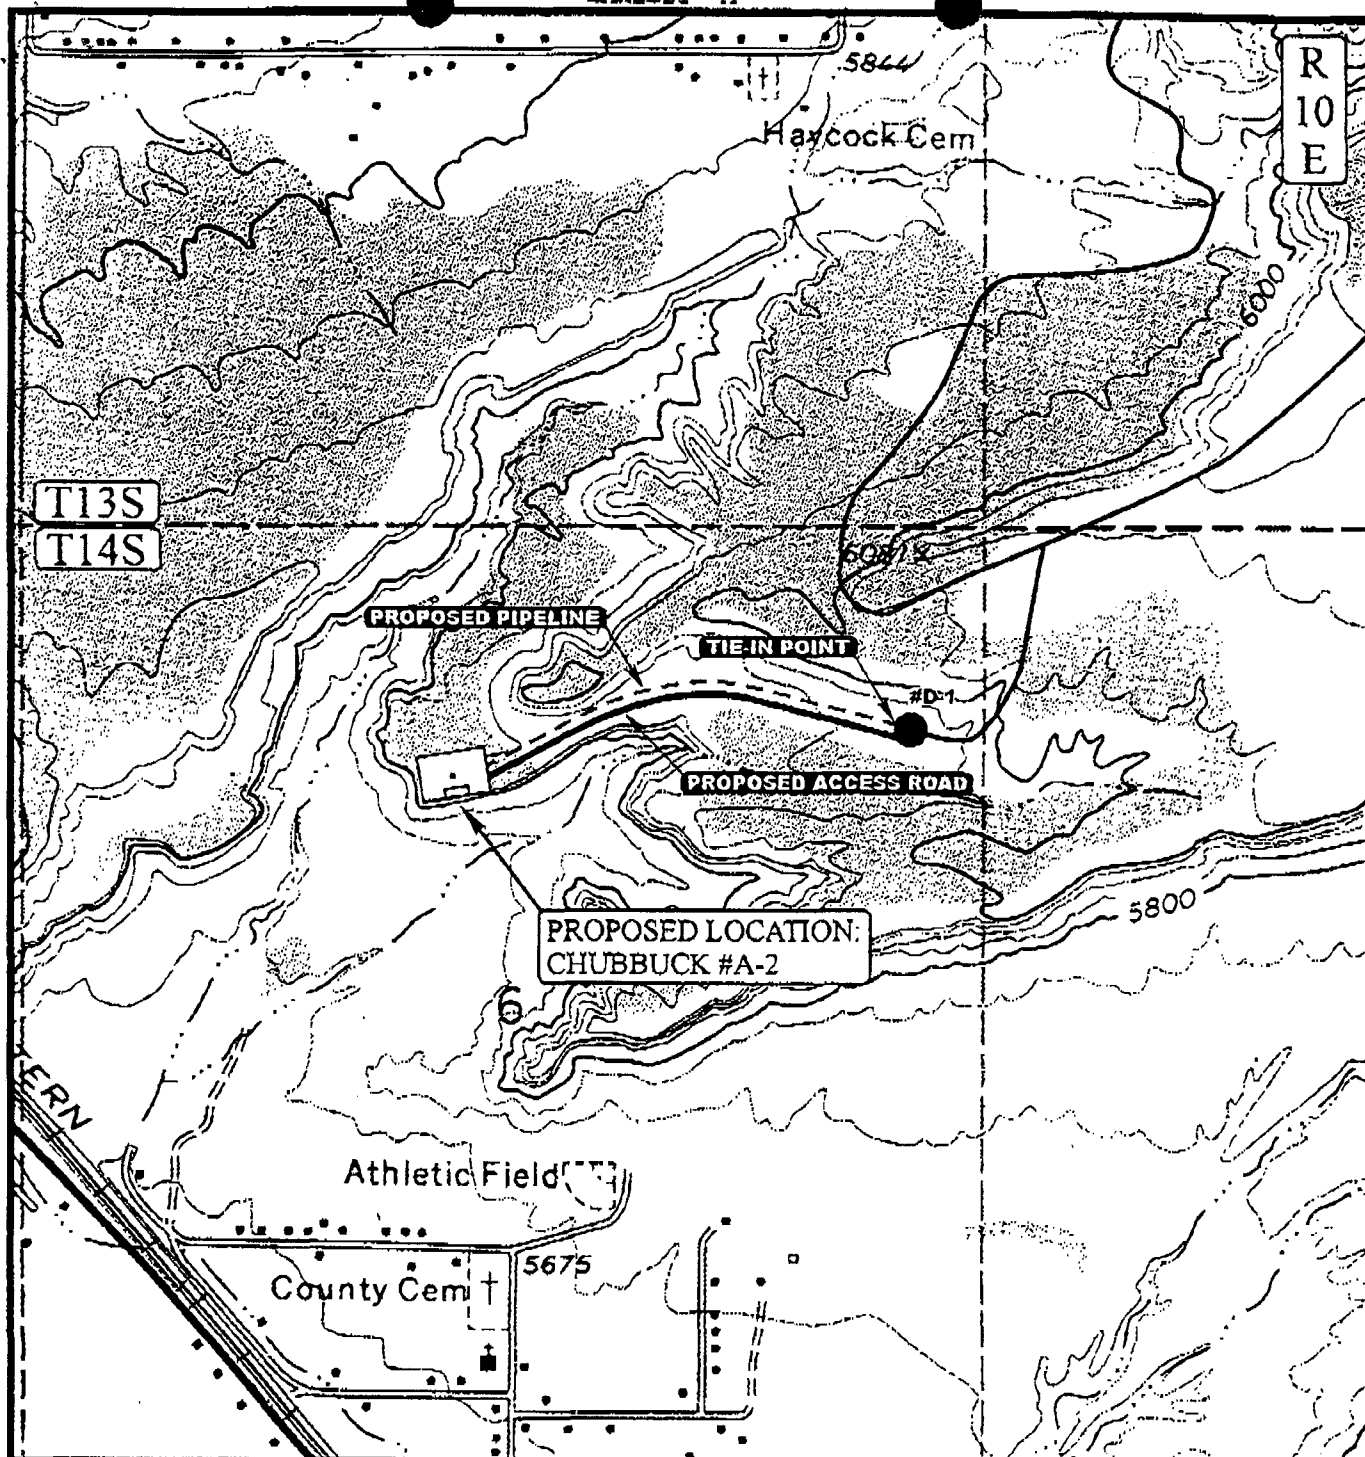 5844
R
10
E
Haycock Cem
6000
T13S
T14S
PROPOSED PIPELINE
TIE-IN POINT
#D-1
PROPOSED ACCESS ROAD
5800
PROPOSED LOCATION:
CHUBBUCK #A-2
6
ERN
Athletic Field
5675
County Cem